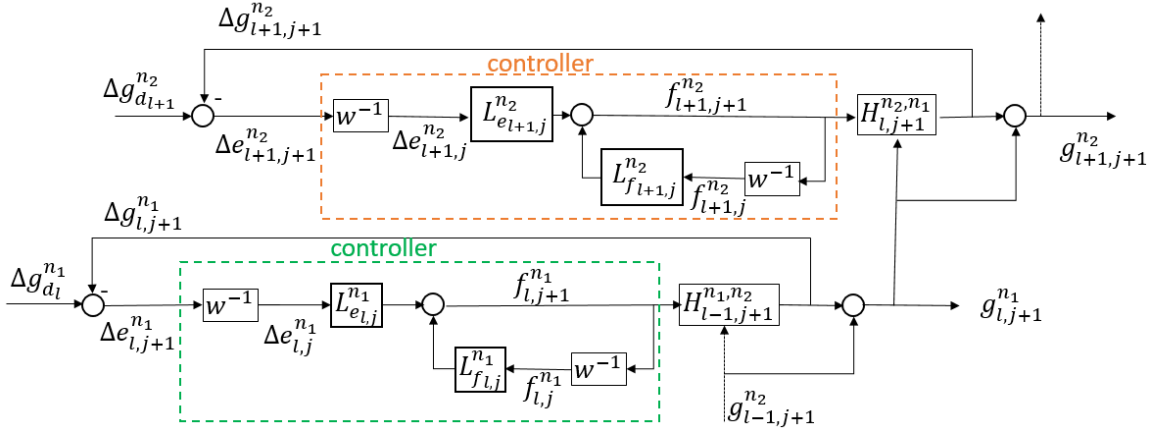 Δg^{n_2}_{l+1,j+1}
controller
Δg^{n_2}_{d_{l+1}}
-
Δe^{n_2}_{l+1,j+1}
w^{-1}
Δe^{n_2}_{l+1,j}
L^{n_2}_{e_{l+1,j}}
f^{n_2}_{l+1,j+1}
H^{n_2,n_1}_{l,j+1}
g^{n_2}_{l+1,j+1}
L^{n_2}_{f_{l+1,j}}
f^{n_2}_{l+1,j}
w^{-1}
Δg^{n_1}_{l,j+1}
controller
Δg^{n_1}_{d_l}
-
Δe^{n_1}_{l,j+1}
w^{-1}
Δe^{n_1}_{l,j}
L^{n_1}_{e_{l,j}}
f^{n_1}_{l,j+1}
H^{n_1,n_2}_{l-1,j+1}
g^{n_1}_{l,j+1}
L^{n_1}_{f_{l,j}}
f^{n_1}_{l,j}
w^{-1}
g^{n_2}_{l-1,j+1}